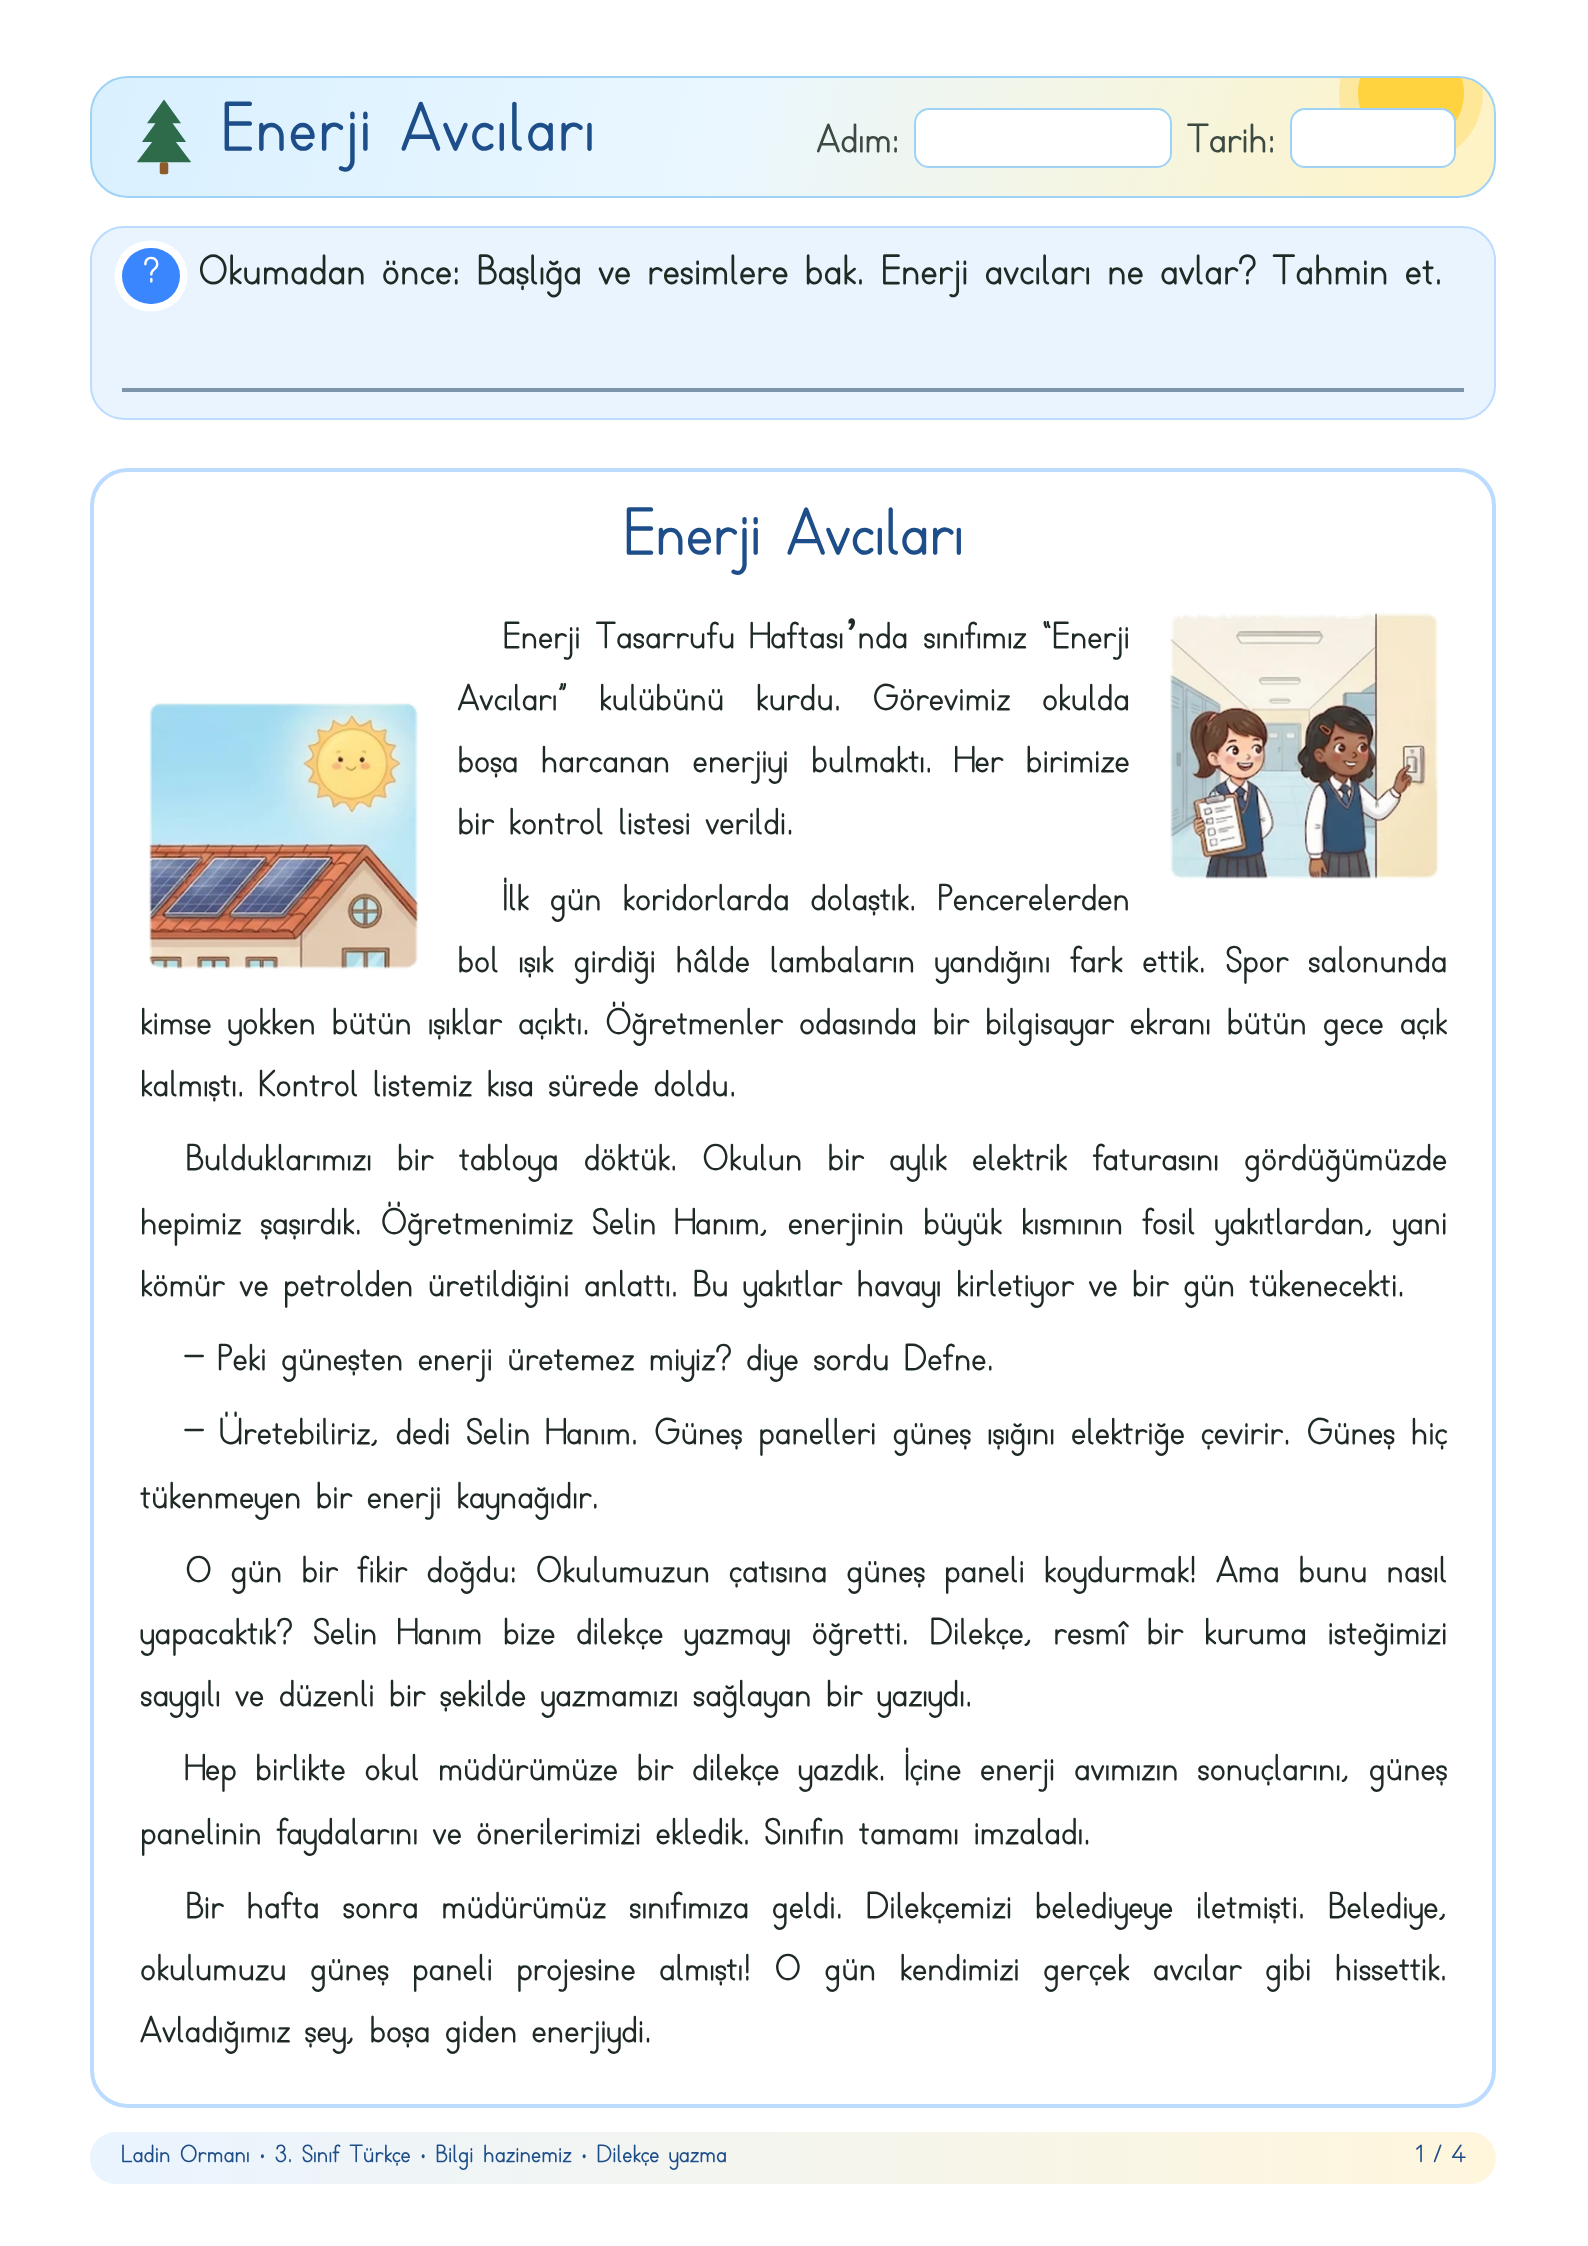 Enerji Avcıları
Adım:
Tarih:
? Okumadan önce: Başlığa ve resimlere bak. Enerji avcıları ne avlar? Tahmin et.
Enerji Avcıları
Enerji Tasarrufu Haftası’nda sınıfımız “Enerji
Avcıları” kulübünü kurdu. Görevimiz okulda
boşa harcanan enerjiyi bulmaktı. Her birimize
bir kontrol listesi verildi.
İlk gün koridorlarda dolaştık. Pencerelerden
bol ışık girdiği hâlde lambaların yandığını fark ettik. Spor salonunda
kimse yokken bütün ışıklar açıktı. Öğretmenler odasında bir bilgisayar ekranı bütün gece açık
kalmıştı. Kontrol listemiz kısa sürede doldu.
Bulduklarımızı bir tabloya döktük. Okulun bir aylık elektrik faturasını gördüğümüzde
hepimiz şaşırdık. Öğretmenimiz Selin Hanım, enerjinin büyük kısmının fosil yakıtlardan, yani
kömür ve petrolden üretildiğini anlattı. Bu yakıtlar havayı kirletiyor ve bir gün tükenecekti.
– Peki güneşten enerji üretemez miyiz? diye sordu Defne.
– Üretebiliriz, dedi Selin Hanım. Güneş panelleri güneş ışığını elektriğe çevirir. Güneş hiç
tükenmeyen bir enerji kaynağıdır.
O gün bir fikir doğdu: Okulumuzun çatısına güneş paneli koydurmak! Ama bunu nasıl
yapacaktık? Selin Hanım bize dilekçe yazmayı öğretti. Dilekçe, resmî bir kuruma isteğimizi
saygılı ve düzenli bir şekilde yazmamızı sağlayan bir yazıydı.
Hep birlikte okul müdürümüze bir dilekçe yazdık. İçine enerji avımızın sonuçlarını, güneş
panelinin faydalarını ve önerilerimizi ekledik. Sınıfın tamamı imzaladı.
Bir hafta sonra müdürümüz sınıfımıza geldi. Dilekçemizi belediyeye iletmişti. Belediye,
okulumuzu güneş paneli projesine almıştı! O gün kendimizi gerçek avcılar gibi hissettik.
Avladığımız şey, boşa giden enerjiydi.
Ladin Ormanı • 3. Sınıf Türkçe • Bilgi hazinemiz • Dilekçe yazma
1 / 4